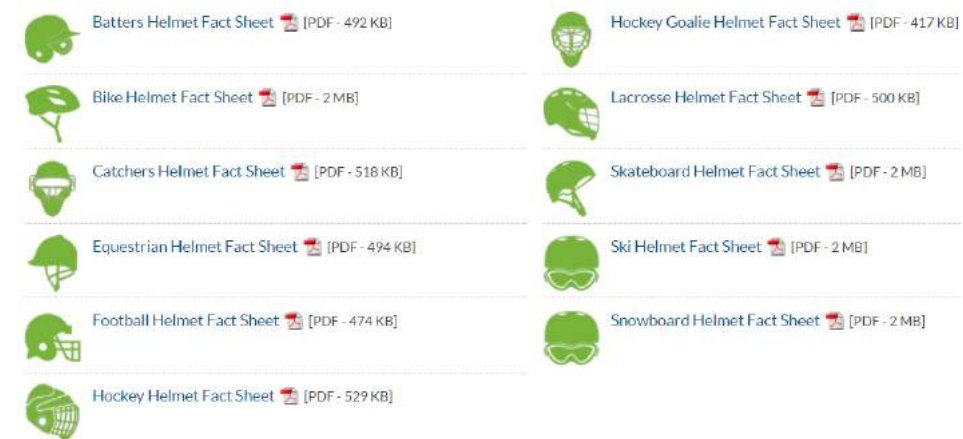 Batters Helmet Fact Sheet [PDF - 492 KB]
Bike Helmet Fact Sheet [PDF - 2 MB]
Catchers Helmet Fact Sheet [PDF - 518 KB]
Equestrian Helmet Fact Sheet [PDF - 494 KB]
Football Helmet Fact Sheet [PDF - 474 KB]
Hockey Helmet Fact Sheet [PDF - 529 KB]
Hockey Goalie Helmet Fact Sheet [PDF - 417 KB]
Lacrosse Helmet Fact Sheet [PDF - 500 KB]
Skateboard Helmet Fact Sheet [PDF - 2 MB]
Ski Helmet Fact Sheet [PDF - 2 MB]
Snowboard Helmet Fact Sheet [PDF - 2 MB]